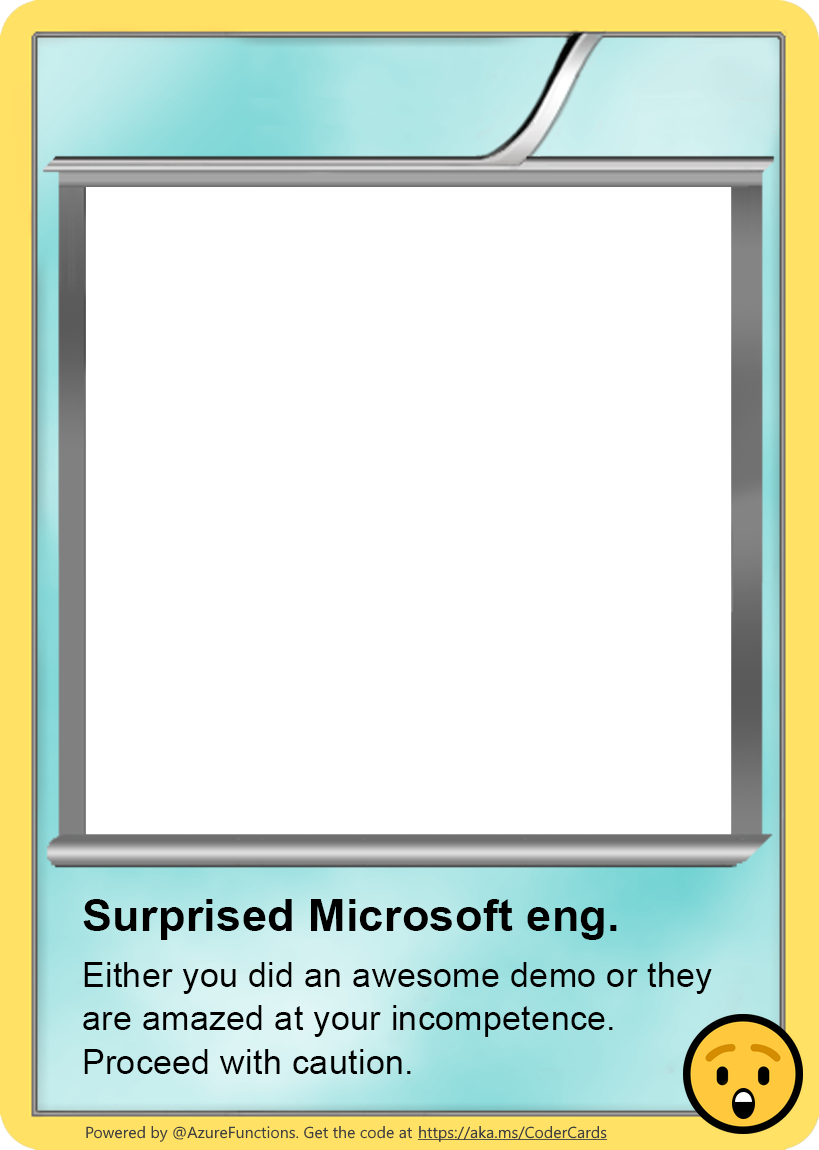 Surprised Microsoft eng.
Either you did an awesome demo or they
are amazed at your incompetence.
Proceed with caution.
Powered by @AzureFunctions. Get the code at https://aka.ms/CoderCards